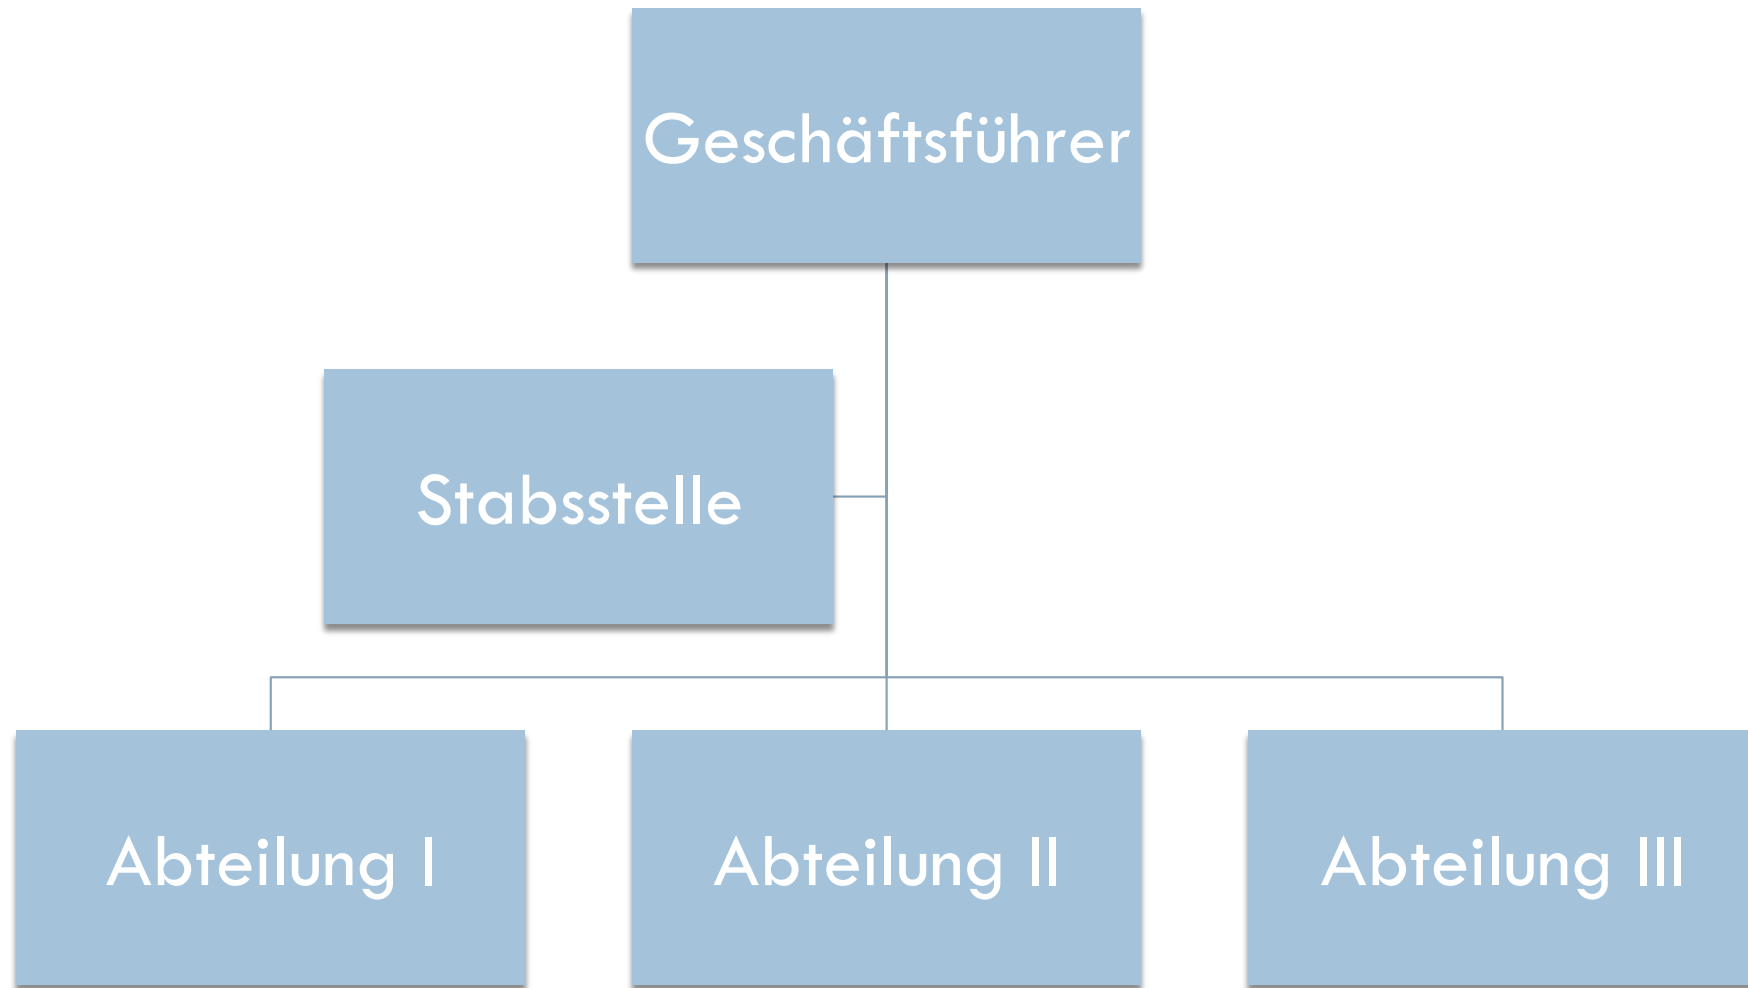 Geschäftsführer
Stabsstelle
Abteilung I
Abteilung II
Abteilung III